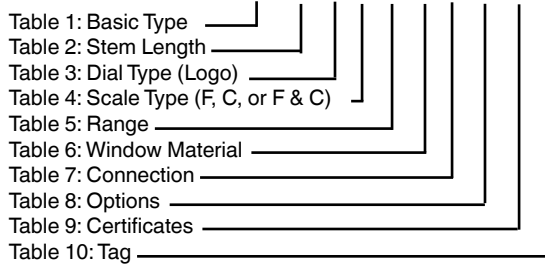 Table 1: Basic Type
Table 2: Stem Length
Table 3: Dial Type (Logo)
Table 4: Scale Type (F, C, or F & C)
Table 5: Range
Table 6: Window Material
Table 7: Connection
Table 8: Options
Table 9: Certificates
Table 10: Tag